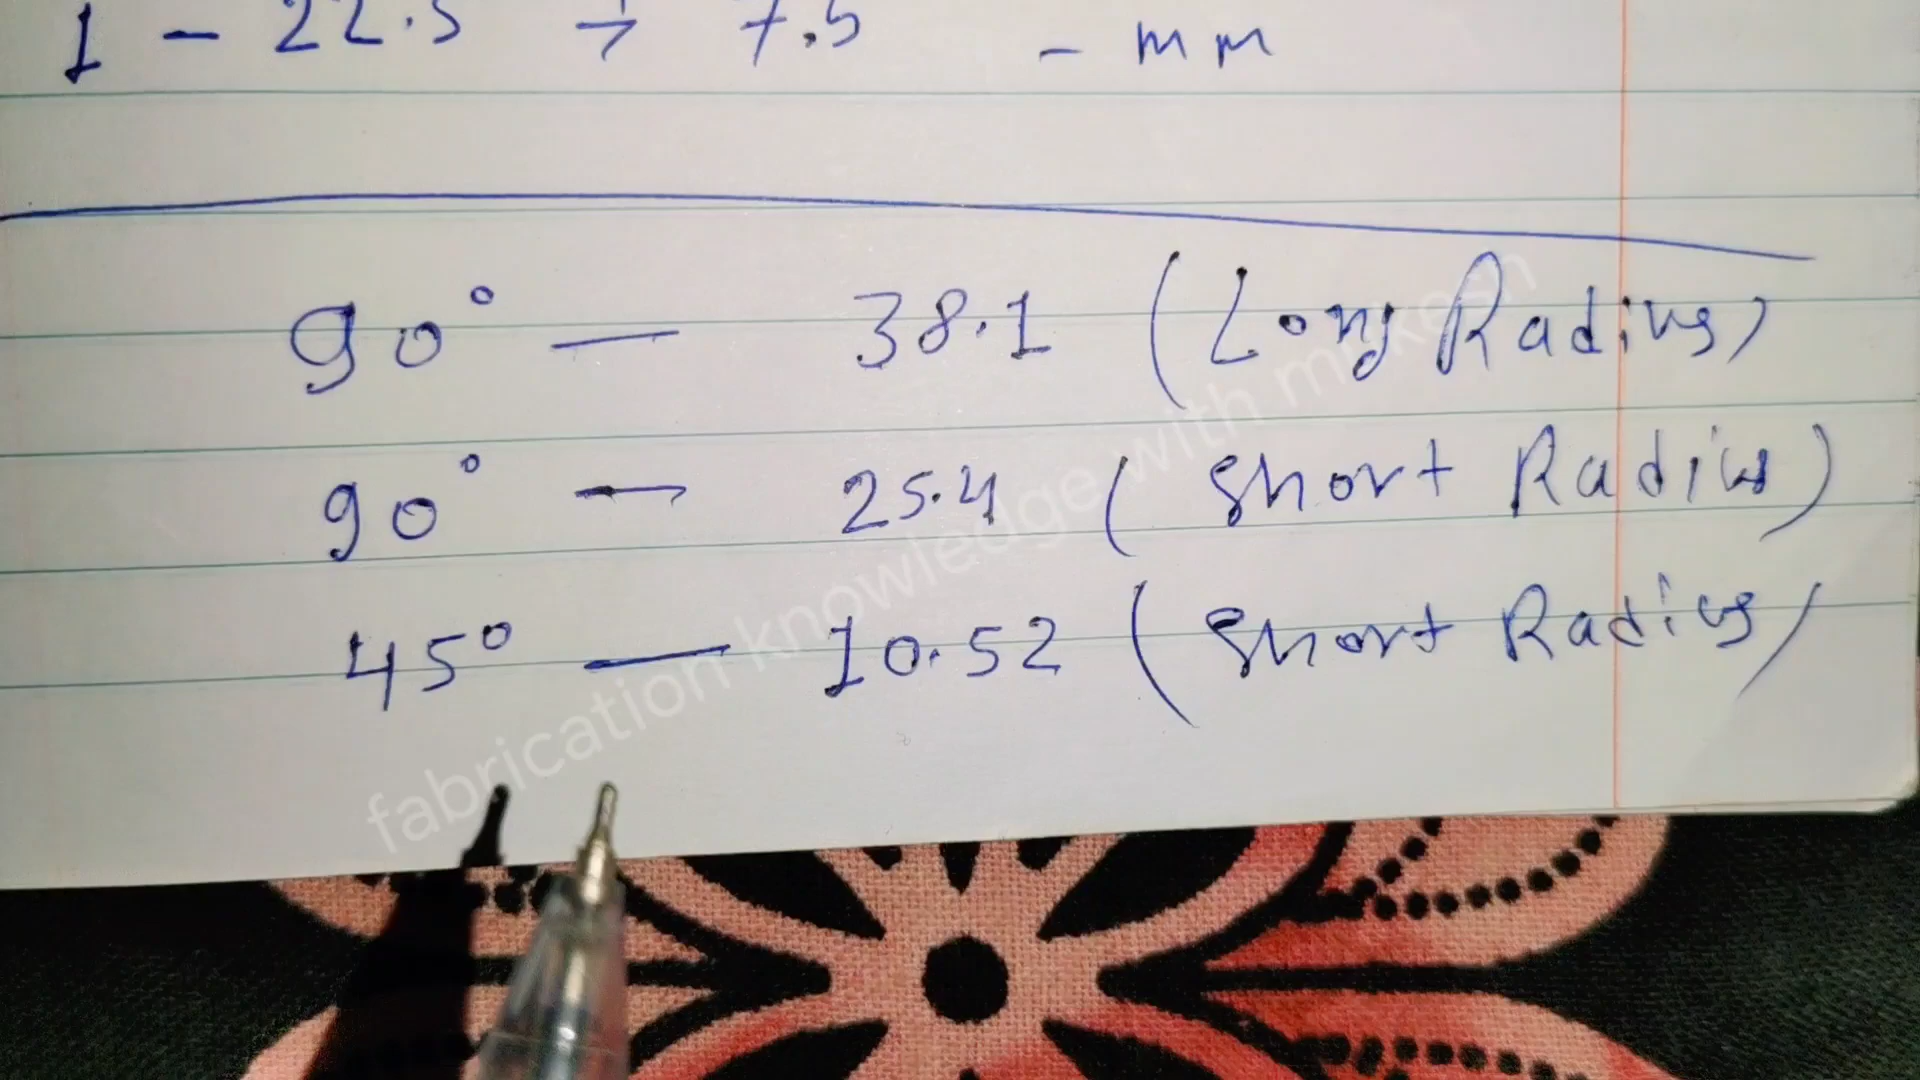 1 - 22.5 ÷ 7.5 - mm
90° — 38.1 (Long Radius)
90° — 25.4 (Short Radius)
45° — 10.52 (Short Radius)
fabrication knowledge with mukesh